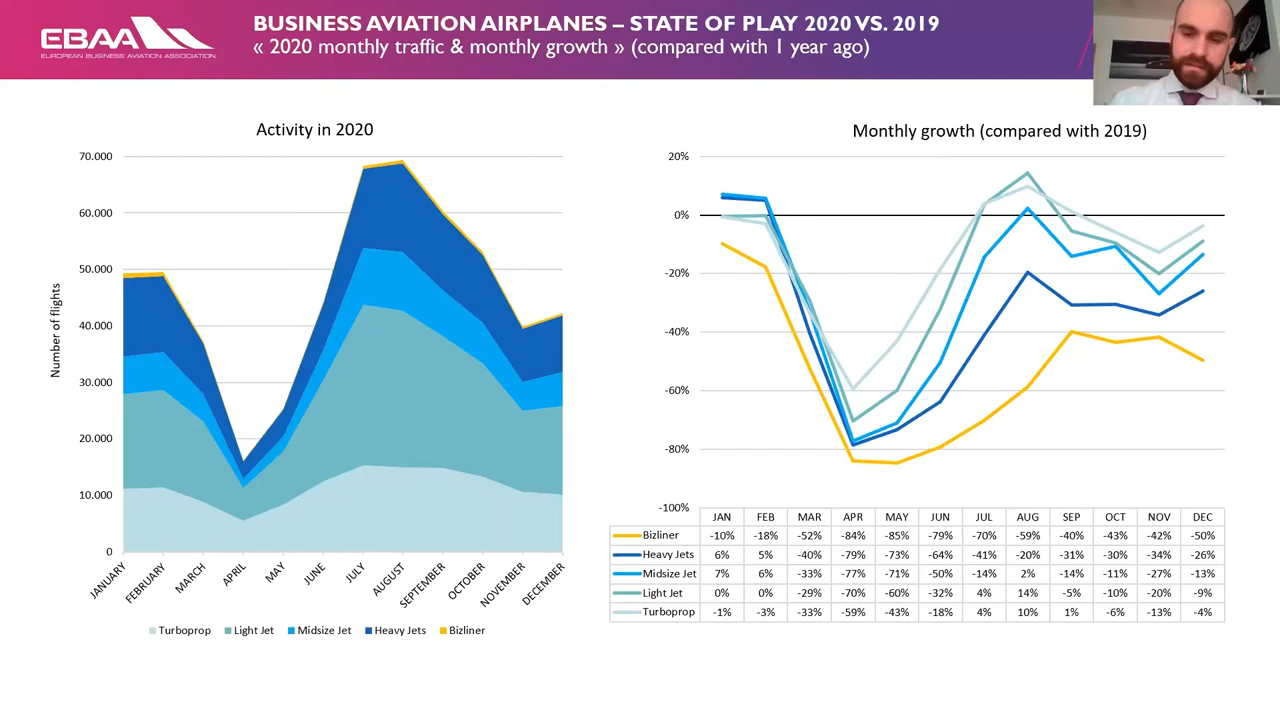 EBAA
EUROPEAN BUSINESS AVIATION ASSOCIATION
BUSINESS AVIATION AIRPLANES – STATE OF PLAY 2020 VS. 2019
« 2020 monthly traffic & monthly growth » (compared with 1 year ago)
Activity in 2020
70.000
60.000
50.000
40.000
30.000
20.000
10.000
0
Number of flights
JANUARY
FEBRUARY
MARCH
APRIL
MAY
JUNE
JULY
AUGUST
SEPTEMBER
OCTOBER
NOVEMBER
DECEMBER
Turboprop Light Jet Midsize Jet Heavy Jets Bizliner
Monthly growth (compared with 2019)
20%
0%
-20%
-40%
-60%
-80%
-100%
JAN FEB MAR APR MAY JUN JUL AUG SEP OCT NOV DEC
Bizliner -10% -18% -52% -84% -85% -79% -70% -59% -40% -43% -42% -50%
Heavy Jets 6% 5% -40% -79% -73% -64% -41% -20% -31% -30% -34% -26%
Midsize Jet 7% 6% -33% -77% -71% -50% -14% 2% -14% -11% -27% -13%
Light Jet 0% 0% -29% -70% -60% -32% 4% 14% -5% -10% -20% -9%
Turboprop -1% -3% -33% -59% -43% -18% 4% 10% 1% -6% -13% -4%